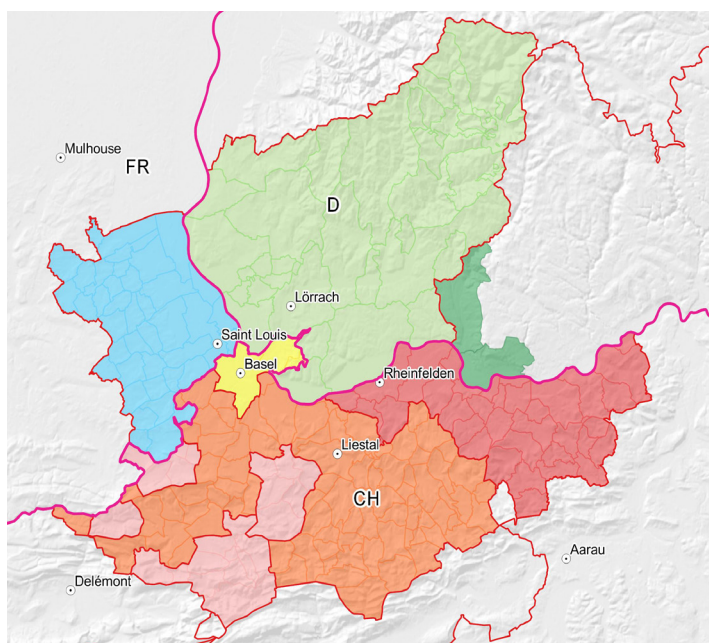 Mulhouse
FR
D
Lörrach
Saint Louis
Basel
Rheinfelden
Liestal
CH
Aarau
Delémont